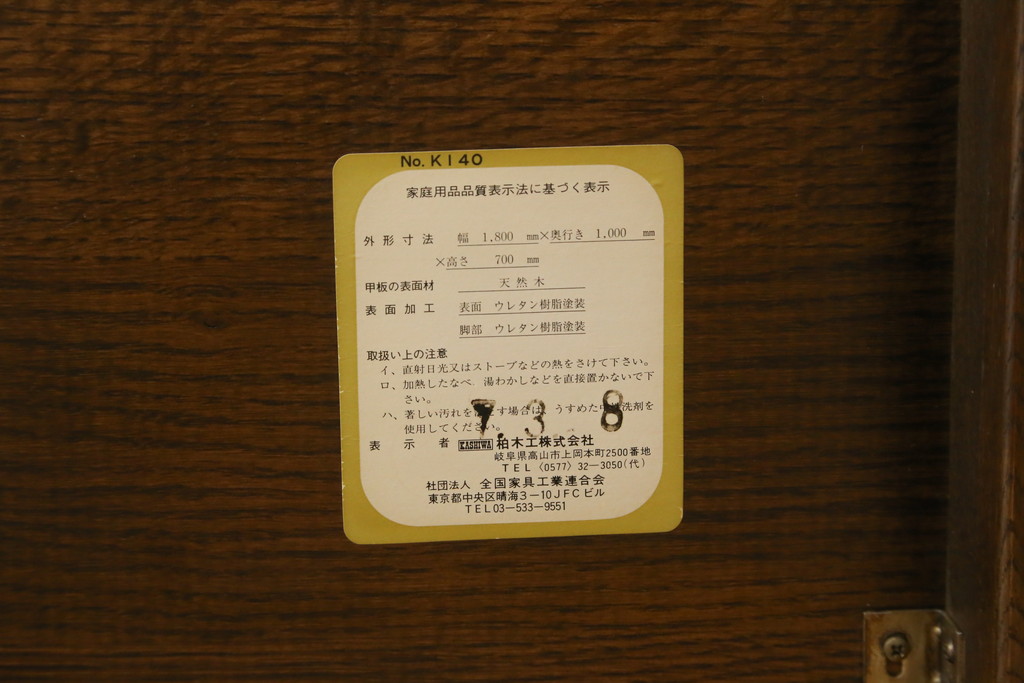 No. K140
家庭用品品質表示法に基づく表示
外形寸法 幅 1,800 mm×奥行き 1,000 mm
×高さ 700 mm
甲板の表面材 天然木
表面加工 表面 ウレタン樹脂塗装
脚部 ウレタン樹脂塗装
取扱い上の注意
イ、直射日光又はストーブなどの熱をさけて下さい。
ロ、加熱したなべ 湯わかしなどを直接置かないで下
さい。
ハ、著しい汚れを す場合は、うすめた 洗剤を
使用してください。
7. 3. 8
表示者 KASHIWA 柏木工株式会社
岐阜県高山市上岡本町2500番地
TEL〈0577〉32-3050(代)
社団法人 全国家具工業連合会
東京都中央区晴海3-10JFCビル
TEL03-533-9551